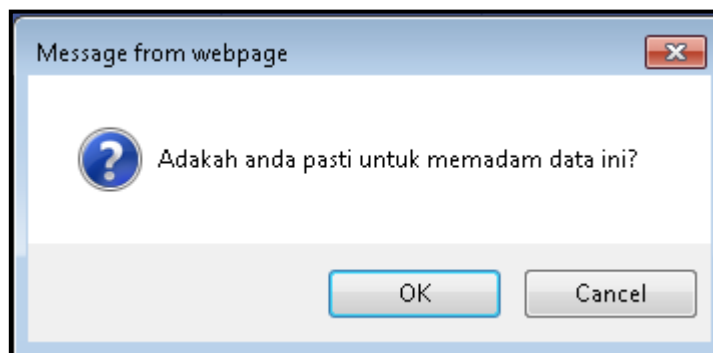 Message from webpage
Adakah anda pasti untuk memadam data ini?
OK
Cancel